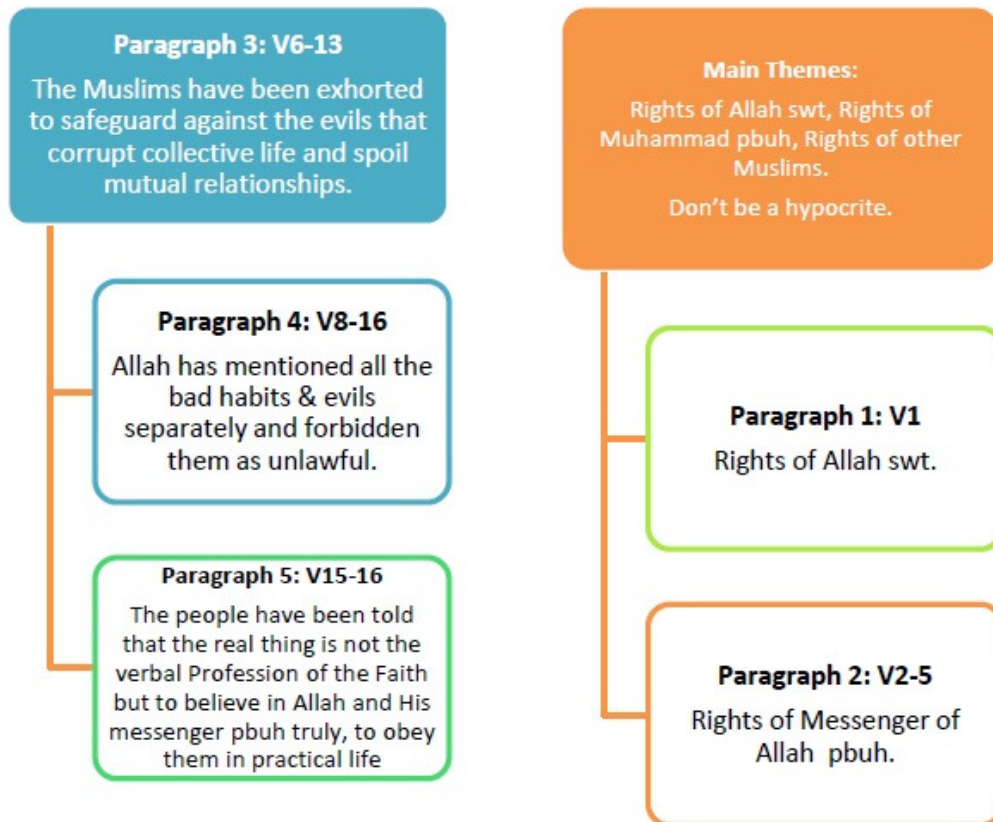 Paragraph 3: V6-13
The Muslims have been exhorted
to safeguard against the evils that
corrupt collective life and spoil
mutual relationships.
Paragraph 4: V8-16
Allah has mentioned all the
bad habits & evils
separately and forbidden
them as unlawful.
Paragraph 5: V15-16
The people have been told
that the real thing is not the
verbal Profession of the Faith
but to believe in Allah and His
messenger pbuh truly, to obey
them in practical life
Main Themes:
Rights of Allah swt, Rights of
Muhammad pbuh, Rights of other
Muslims.
Don't be a hypocrite.
Paragraph 1: V1
Rights of Allah swt.
Paragraph 2: V2-5
Rights of Messenger of
Allah  pbuh.